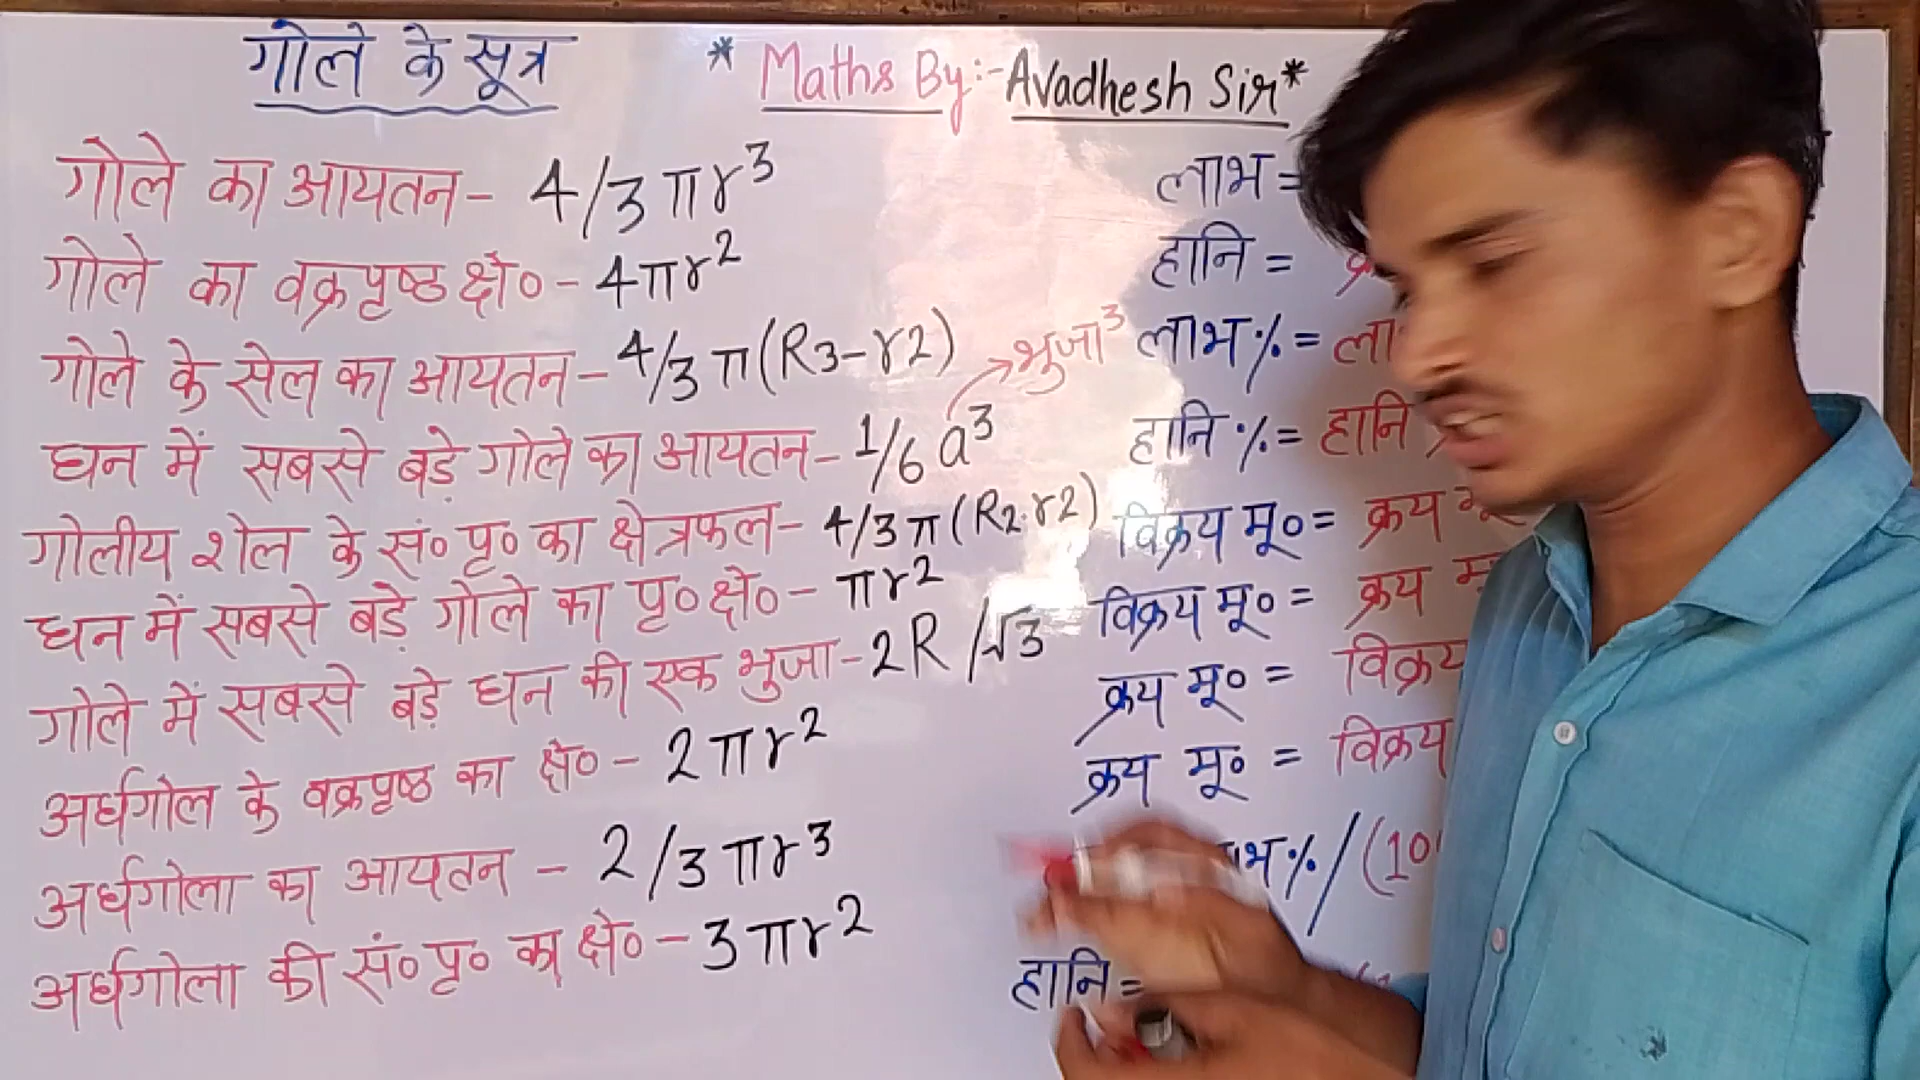 गोले के सूत्र
* Maths By:- Avadhesh Sir *
गोले का आयतन - 4/3 πr³
गोले का वक्रपृष्ठ क्षे० - 4πr²
गोले के सेल का आयतन - 4/3 π(R3-r2)
→ भुजा³
घन में सबसे बड़े गोले का आयतन - 1/6 a³
गोलीय शेल के सं० पृ० का क्षेत्रफल - 4/3 π(R2.r2)
घन में सबसे बड़े गोले का पृ० क्षे० - πr²
गोले में सबसे बड़े घन की एक भुजा - 2R/√3
अर्धगोल के वक्रपृष्ठ का क्षे० - 2πr²
अर्धगोला का आयतन - 2/3 πr³
अर्धगोला की सं० पृ० का क्षे० - 3πr²
लाभ =
हानि =
लाभ % = ला
हानि % = हानि
विक्रय मू० = क्रय
विक्रय मू० = क्रय
क्रय मू० = विक्रय
क्रय मू० = विक्रय
%/(10
हानि =